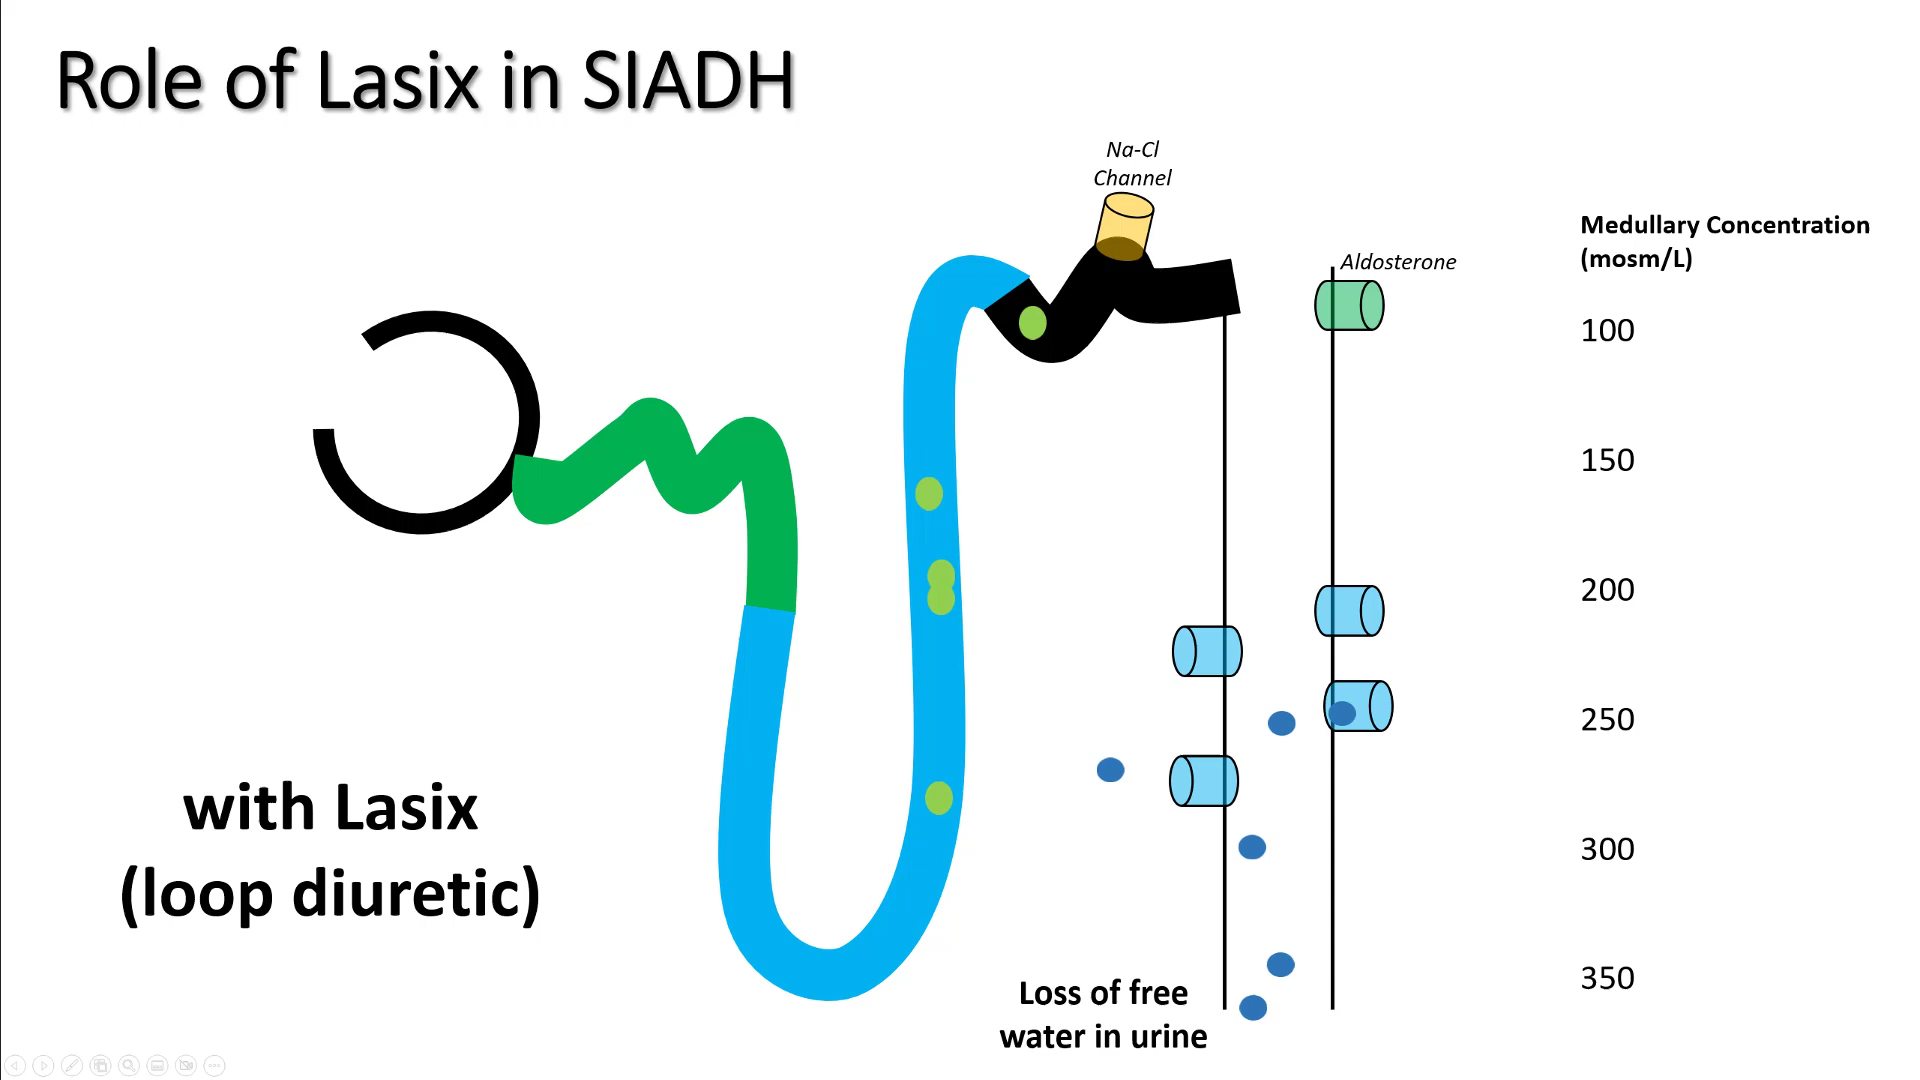 Role of Lasix in SIADH
Na-Cl
Channel
Aldosterone
Medullary Concentration
(mosm/L)
100
150
200
250
300
350
with Lasix
(loop diuretic)
Loss of free
water in urine